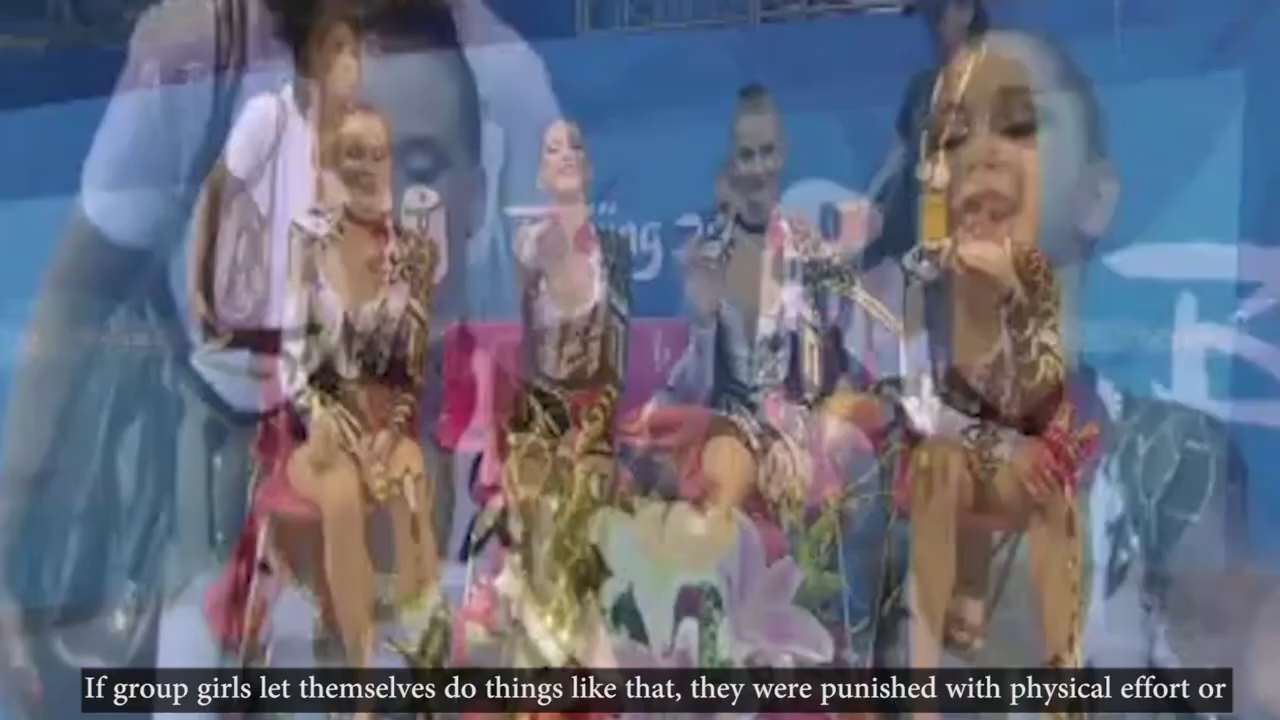 If group girls let themselves do things like that, they were punished with physical effort or